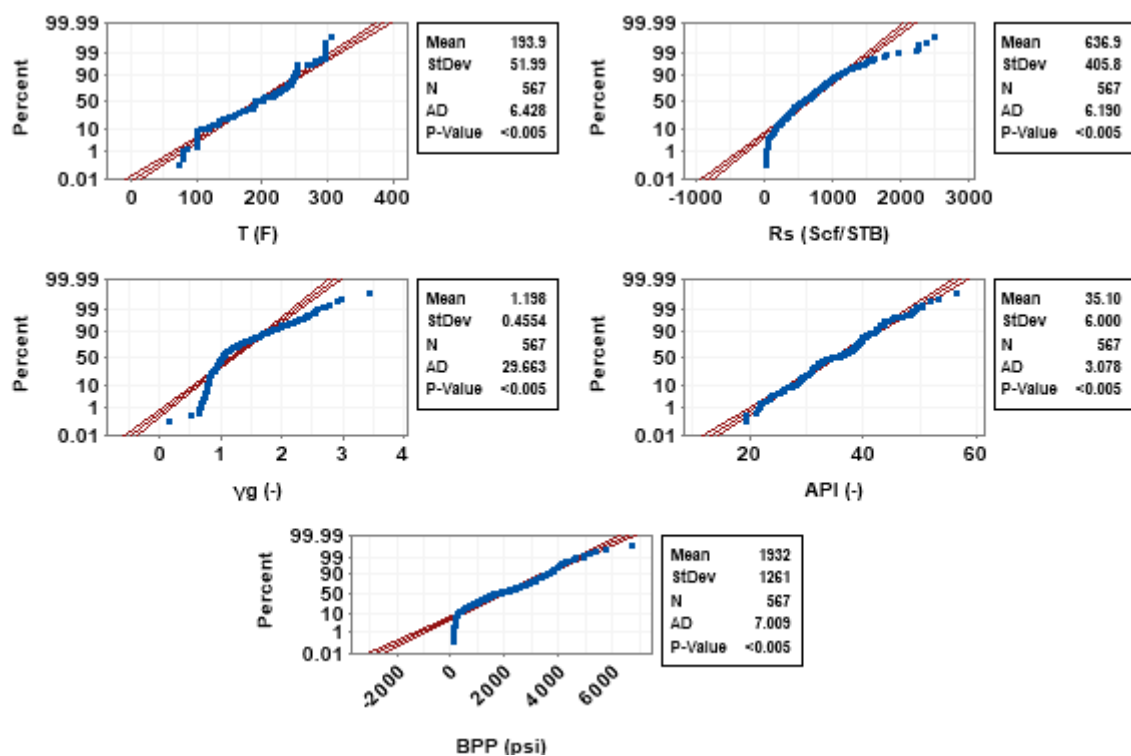 99.99
99
90
50
10
1
0.01
Percent
0 100 200 300 400
T (F)
Mean 193.9
StDev 51.99
N 567
AD 6.428
P-Value <0.005
99.99
99
90
50
10
1
0.01
Percent
-1000 0 1000 2000 3000
Rs (Scf/STB)
Mean 636.9
StDev 405.8
N 567
AD 6.190
P-Value <0.005
99.99
99
90
50
10
1
0.01
Percent
0 1 2 3 4
γg (-)
Mean 1.198
StDev 0.4554
N 567
AD 29.663
P-Value <0.005
99.99
99
90
50
10
1
0.01
Percent
20 40 60
API (-)
Mean 35.10
StDev 6.000
N 567
AD 3.078
P-Value <0.005
99.99
99
90
50
10
1
0.01
Percent
-2000 0 2000 4000 6000
BPP (psi)
Mean 1932
StDev 1261
N 567
AD 7.009
P-Value <0.005